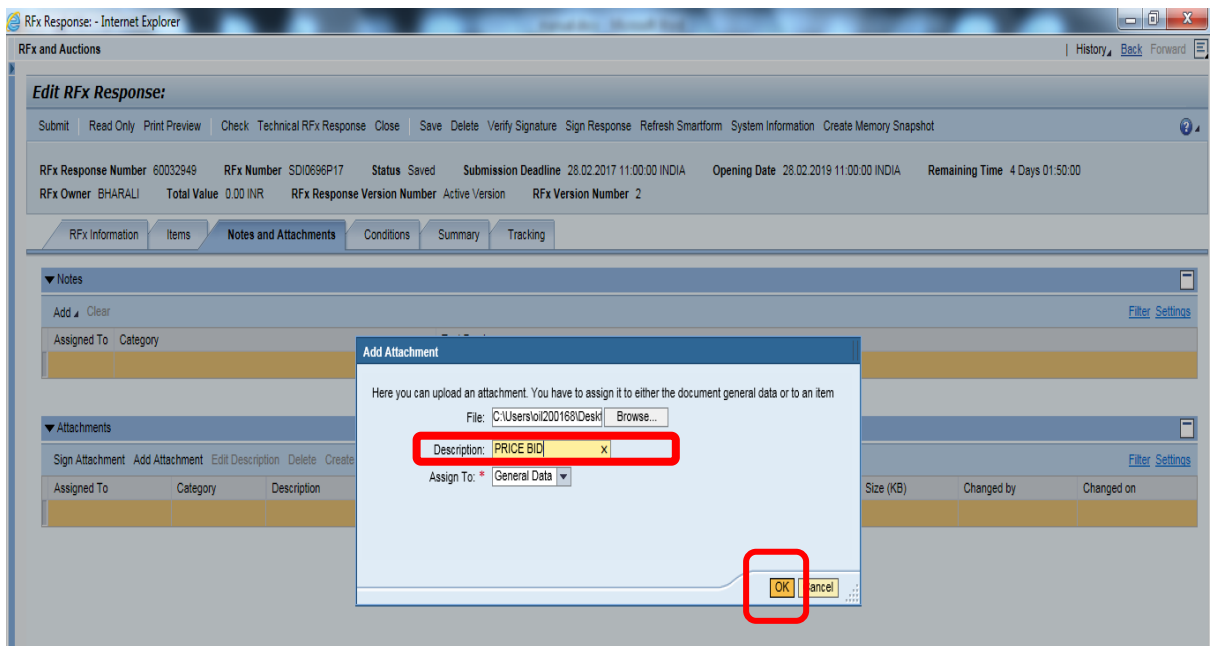 RFx Response: - Internet Explorer
RFx and Auctions
History Back Forward
Edit RFx Response:
Submit Read Only Print Preview Check Technical RFx Response Close Save Delete Verify Signature Sign Response Refresh Smartform System Information Create Memory Snapshot
RFx Response Number 60032949 RFx Number SDI0696P17 Status Saved Submission Deadline 28.02.2017 11:00:00 INDIA Opening Date 28.02.2019 11:00:00 INDIA Remaining Time 4 Days 01:50:00
RFx Owner BHARALI Total Value 0.00 INR RFx Response Version Number Active Version RFx Version Number 2
RFx Information Items Notes and Attachments Conditions Summary Tracking
Notes
Add Clear Filter Settings
Assigned To Category
Add Attachment
Here you can upload an attachment. You have to assign it to either the document general data or to an item
File: C:\Users\oil200168\Deskt Browse...
Description: PRICE BID x
Assign To: * General Data
OK Cancel
Attachments
Sign Attachment Add Attachment Edit Description Delete Create Filter Settings
Assigned To Category Description Size (KB) Changed by Changed on